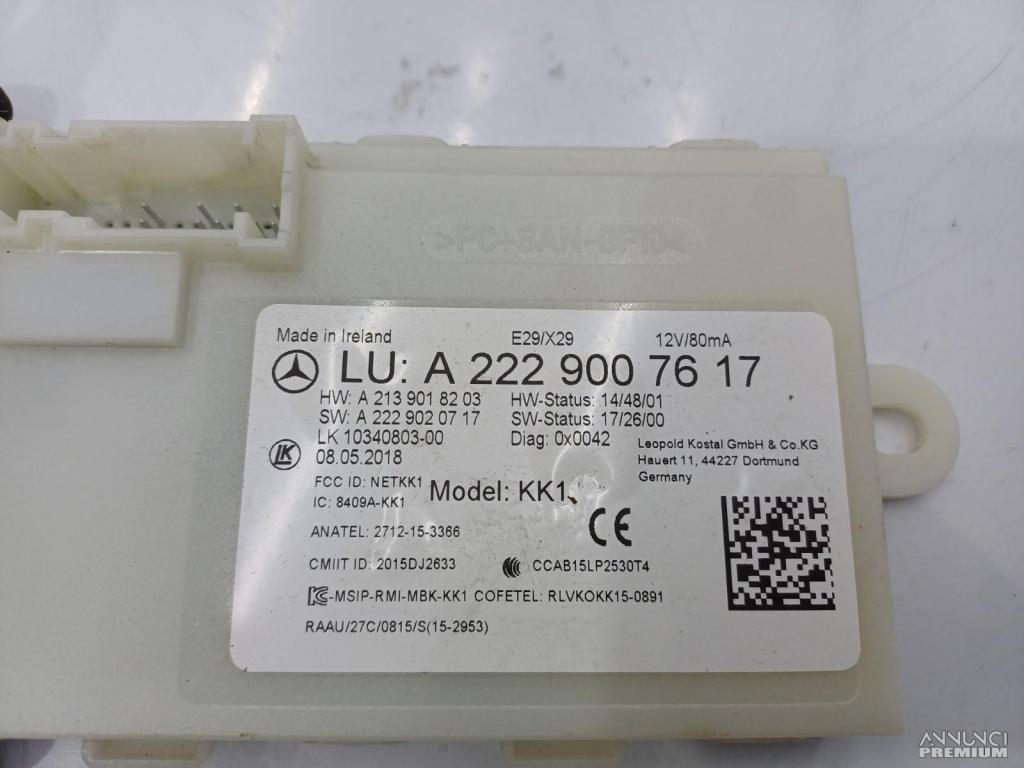 >PC+SAN-GF10<
Made in Ireland E29/X29 12V/80mA
LU: A 222 900 76 17
HW: A 213 901 82 03 HW-Status: 14/48/01
SW: A 222 902 07 17 SW-Status: 17/26/00
LK 10340803-00 Diag: 0x0042
LK 08.05.2018
Leopold Kostal GmbH & Co.KG
Hauert 11, 44227 Dortmund
Germany
FCC ID: NETKK1
IC: 8409A-KK1
Model: KK1
ANATEL: 2712-15-3366
CE
CMIIT ID: 2015DJ2633 CCAB15LP2530T4
-MSIP-RMI-MBK-KK1 COFETEL: RLVKOKK15-0891
RAAU/27C/0815/S(15-2953)
ANNUNCI
PREMIUM